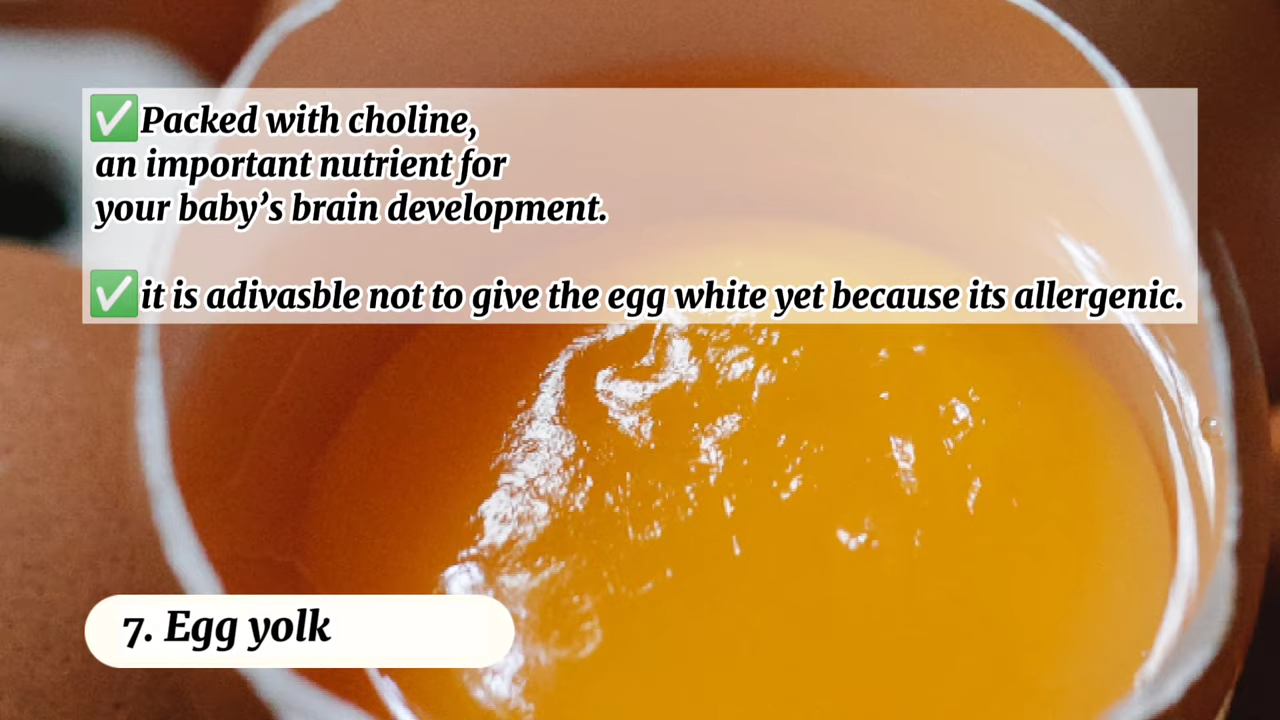 ✅Packed with choline,
an important nutrient for
your baby’s brain development.
✅it is adivasble not to give the egg white yet because its allergenic.
7. Egg yolk